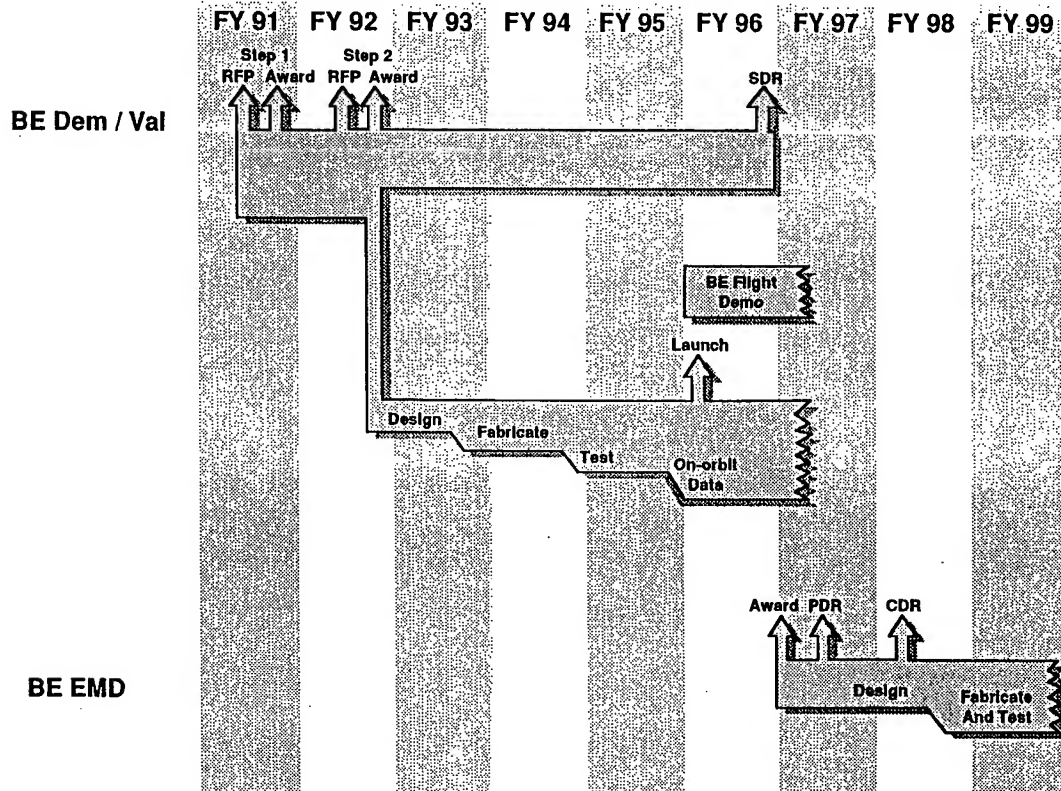 FY 91 FY 92 FY 93 FY 94 FY 95 FY 96 FY 97 FY 98 FY 99
Step 1 Step 2
RFP Award RFP Award SDR
BE Dem / Val
BE Flight
Demo
Launch
Design
Fabricate
Test
On-orbit
Data
Award PDR CDR
BE EMD
Design
Fabricate
And Test